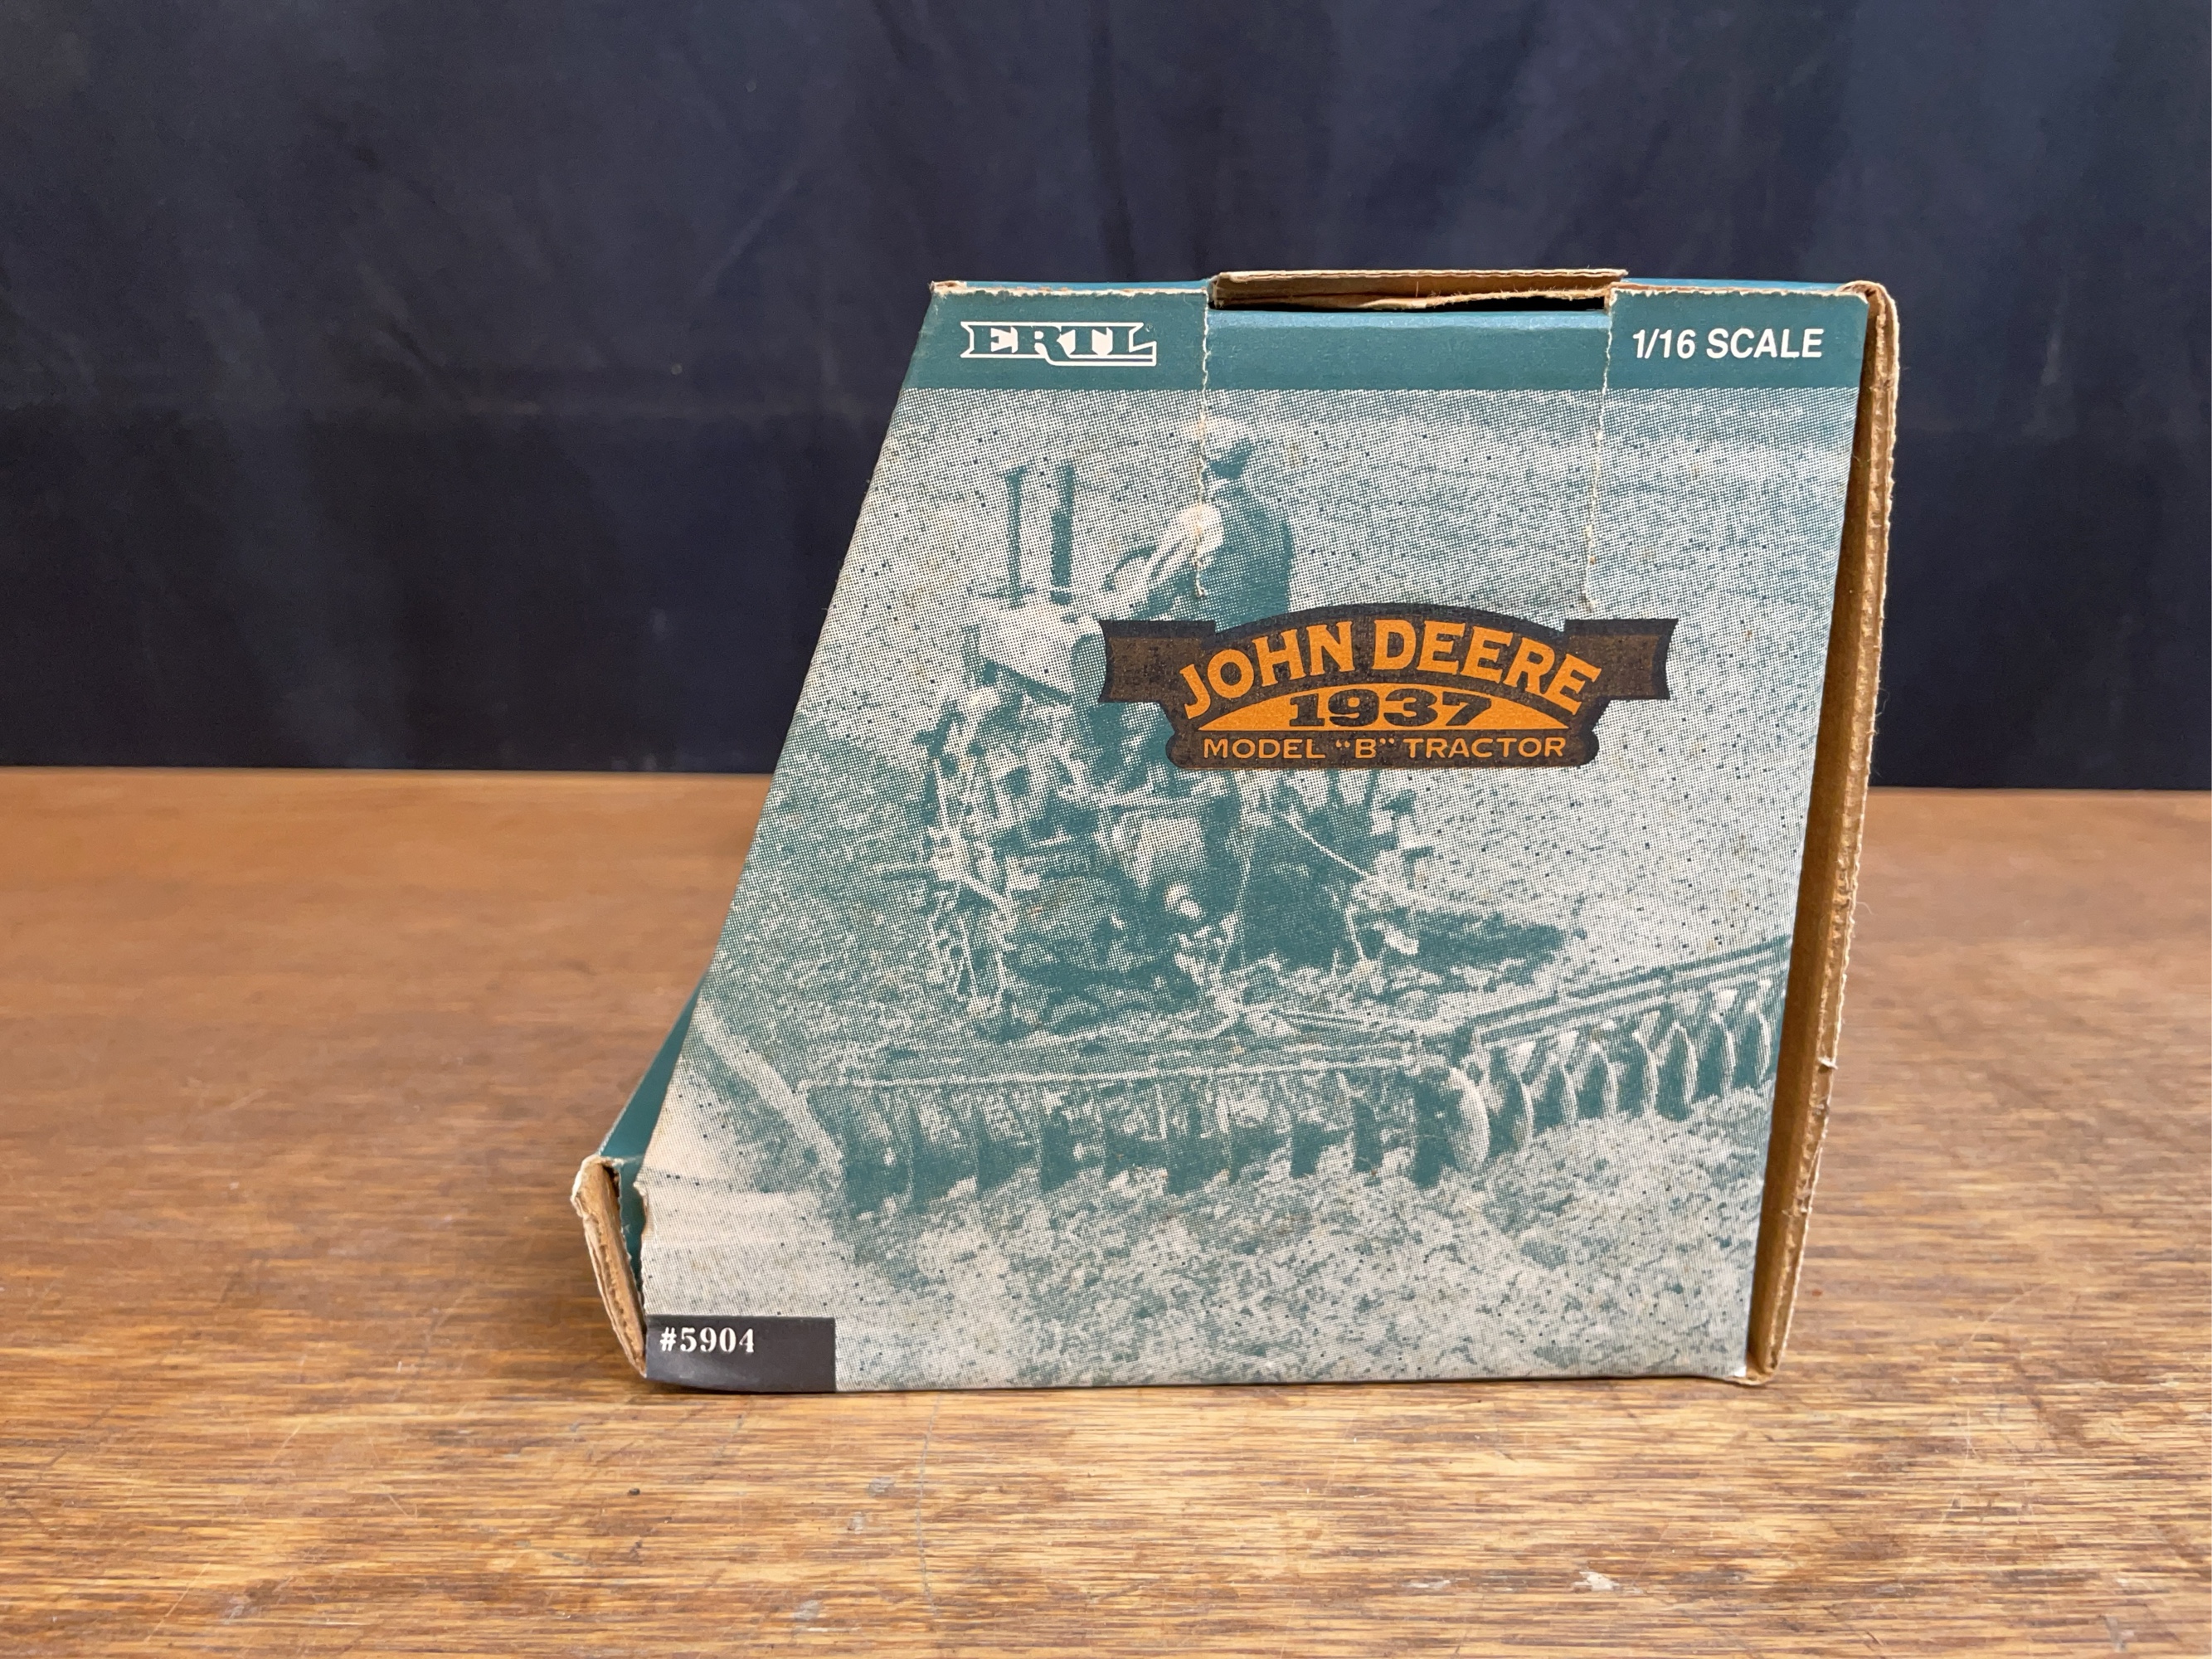 ERTL
1/16 SCALE
JOHN DEERE
1937
MODEL "B" TRACTOR
#5904